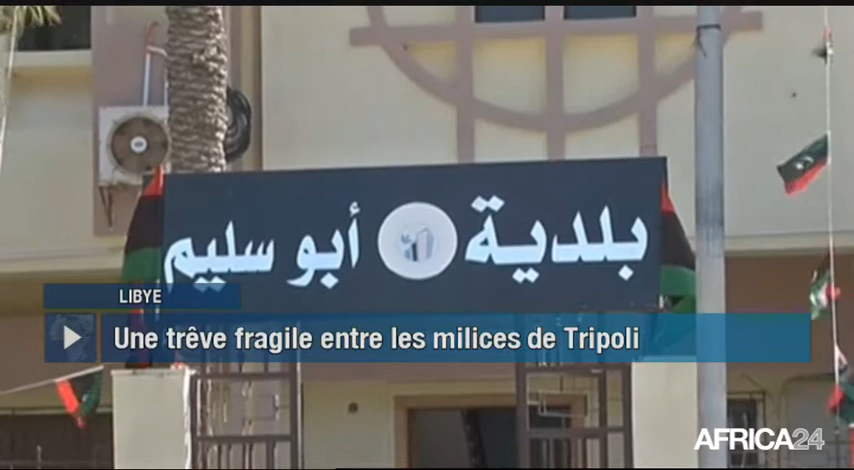 بلدية أبو سليم
LIBYE
Une trêve fragile entre les milices de Tripoli
AFRICA24